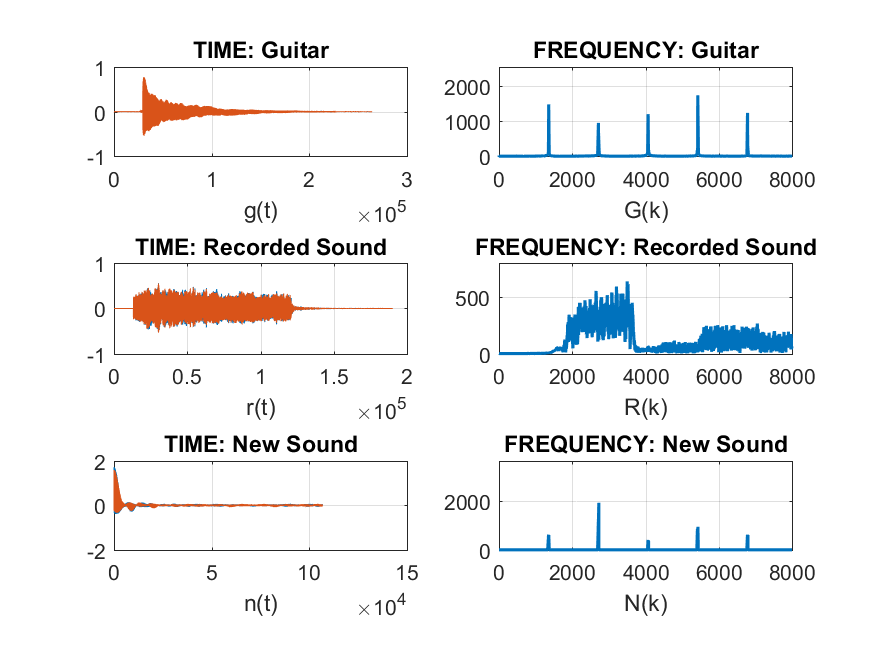 TIME: Guitar
1
0
-1
0 1 2 3
g(t)
×10^5
FREQUENCY: Guitar
2000
1000
0
0 2000 4000 6000 8000
G(k)
TIME: Recorded Sound
1
0
-1
0 0.5 1 1.5 2
r(t)
×10^5
FREQUENCY: Recorded Sound
500
0
0 2000 4000 6000 8000
R(k)
TIME: New Sound
2
0
-2
0 5 10 15
n(t)
×10^4
FREQUENCY: New Sound
2000
0
0 2000 4000 6000 8000
N(k)